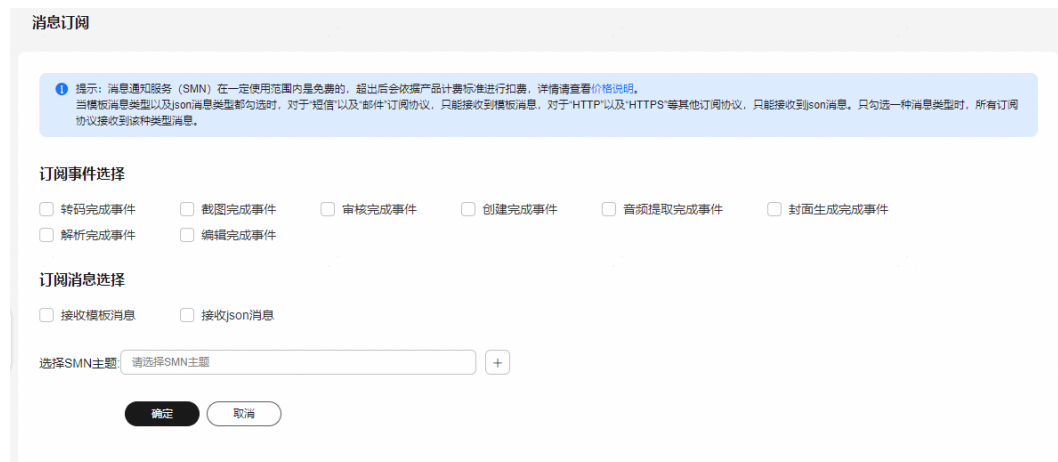 消息订阅
提示：消息通知服务（SMN）在一定使用范围内是免费的，超出后会依据产品计费标准进行扣费，详情请查看价格说明。
当模板消息类型以及json消息类型都勾选时，对于“短信”以及“邮件”订阅协议，只能接收到模板消息，对于“HTTP”以及“HTTPS”等其他订阅协议，只能接收到json消息。只勾选一种消息类型时，所有订阅
协议接收到该种类型消息。
订阅事件选择
转码完成事件 截图完成事件 审核完成事件 创建完成事件 音频提取完成事件 封面生成完成事件
解析完成事件 编辑完成事件
订阅消息选择
接收模板消息 接收json消息
选择SMN主题: 请选择SMN主题 +
确定 取消